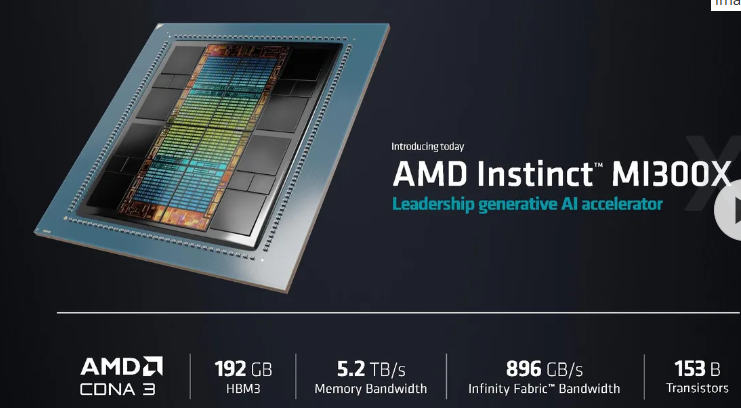 Introducing today
AMD Instinct™ MI300X
Leadership generative AI accelerator
AMD
CDNA 3
192 GB
HBM3
5.2 TB/s
Memory Bandwidth
896 GB/s
Infinity Fabric™ Bandwidth
153 B
Transistors